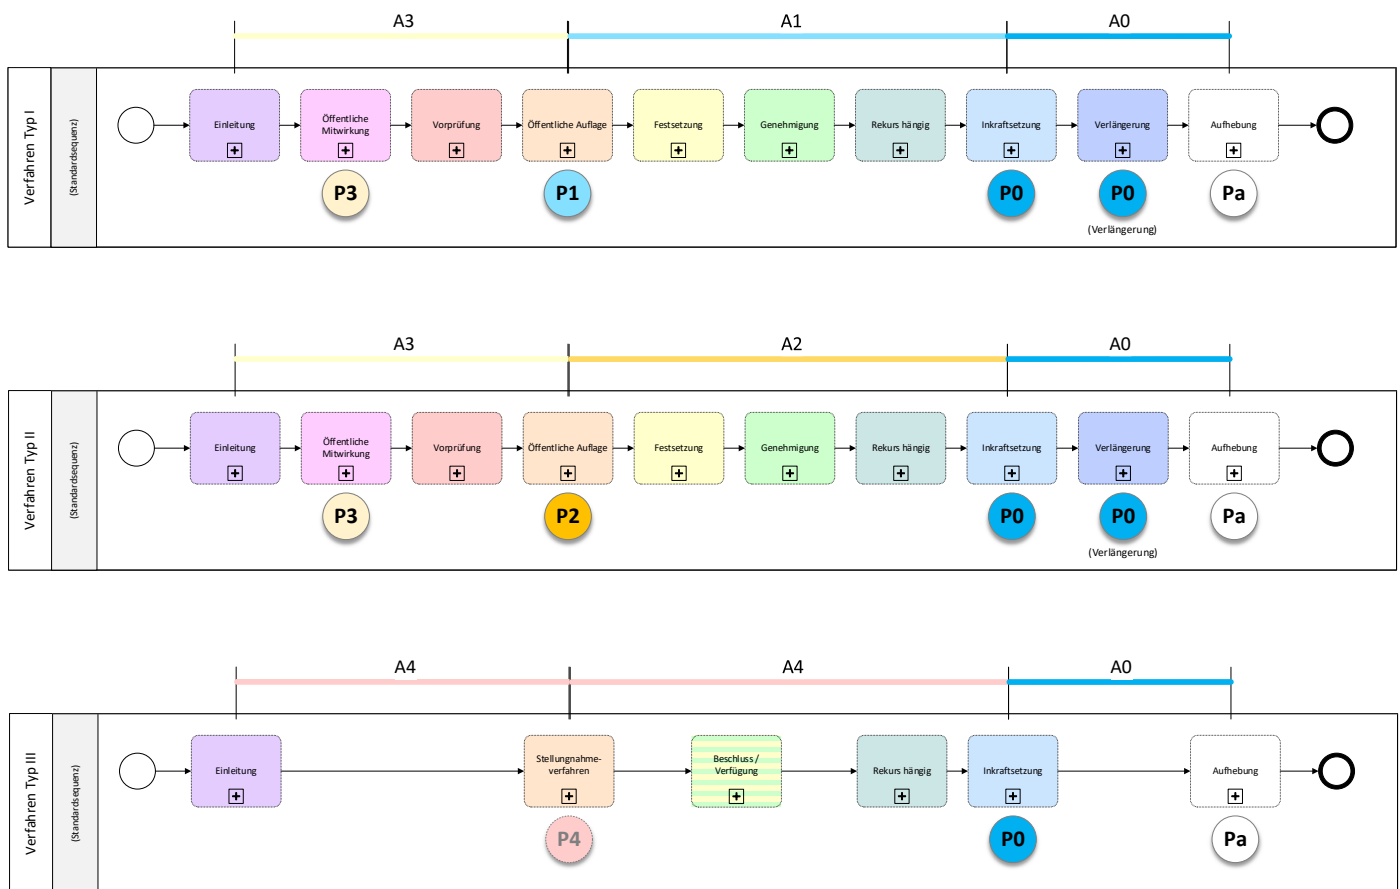 A3
A1
A0
Verfahren Typ I
(Standardsequenz)
Einleitung
Öffentliche
Mitwirkung
Vorprüfung
Öffentliche Auflage
Festsetzung
Genehmigung
Rekurs hängig
Inkraftsetzung
Verlängerung
Aufhebung
P3
P1
P0
P0
Pa
(Verlängerung)
A3
A2
A0
Verfahren Typ II
(Standardsequenz)
Einleitung
Öffentliche
Mitwirkung
Vorprüfung
Öffentliche Auflage
Festsetzung
Genehmigung
Rekurs hängig
Inkraftsetzung
Verlängerung
Aufhebung
P3
P2
P0
P0
Pa
(Verlängerung)
A4
A4
A0
Verfahren Typ III
(Standardsequenz)
Einleitung
Stellungnahme-
verfahren
Beschluss /
Verfügung
Rekurs hängig
Inkraftsetzung
Aufhebung
P4
P0
Pa